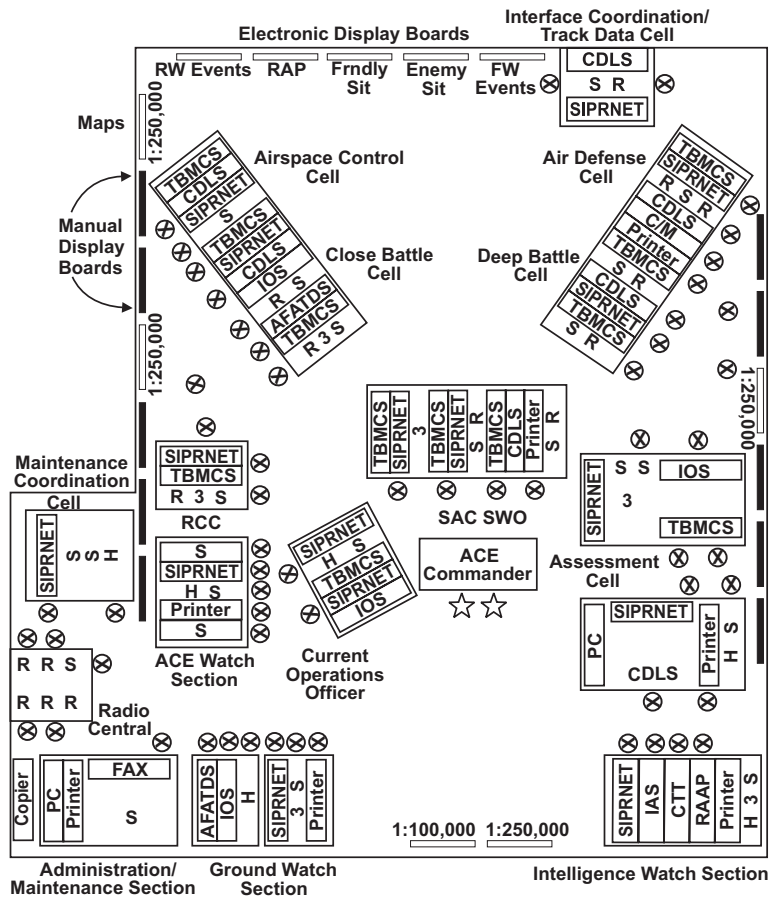 Electronic Display Boards
Interface Coordination/
Track Data Cell
RW Events
RAP
Frndly
Sit
Enemy
Sit
FW
Events
CDLS
S R
SIPRNET
Maps
1:250,000
Manual
Display
Boards
1:250,000
Airspace Control
Cell
TBMCS
CDLS
SIPRNET
S
TBMCS
SIPRNET
CDLS
IOS
R S
AFATDS
TBMCS
R 3 S
Close Battle
Cell
Air Defense
Cell
TBMCS
SIPRNET
R S R
CDLS
C/M
Printer
TBMCS
S R
CDLS
SIPRNET
TBMCS
S R
Deep Battle
Cell
1:250,000
TBMCS
SIPRNET
3
TBMCS
SIPRNET
S R
TBMCS
CDLS
Printer
S R
SAC SWO
Maintenance
Coordination
Cell
SIPRNET
S S H
SIPRNET
TBMCS
R 3 S
RCC
S
SIPRNET
H S
Printer
S
ACE Watch
Section
SIPRNET
H S
TBMCS
SIPRNET
IOS
Current
Operations
Officer
ACE
Commander
SIPRNET
S S
3
IOS
TBMCS
Assessment
Cell
SIPRNET
PC
CDLS
Printer
H S
R R S
R R R
Radio
Central
Copier
PC
Printer
FAX
S
Administration/
Maintenance Section
AFATDS
IOS
H
SIPRNET
3 S
Printer
Ground Watch
Section
1:100,000 1:250,000
SIPRNET
IAS
CTT
RAAP
Printer
H 3 S
Intelligence Watch Section